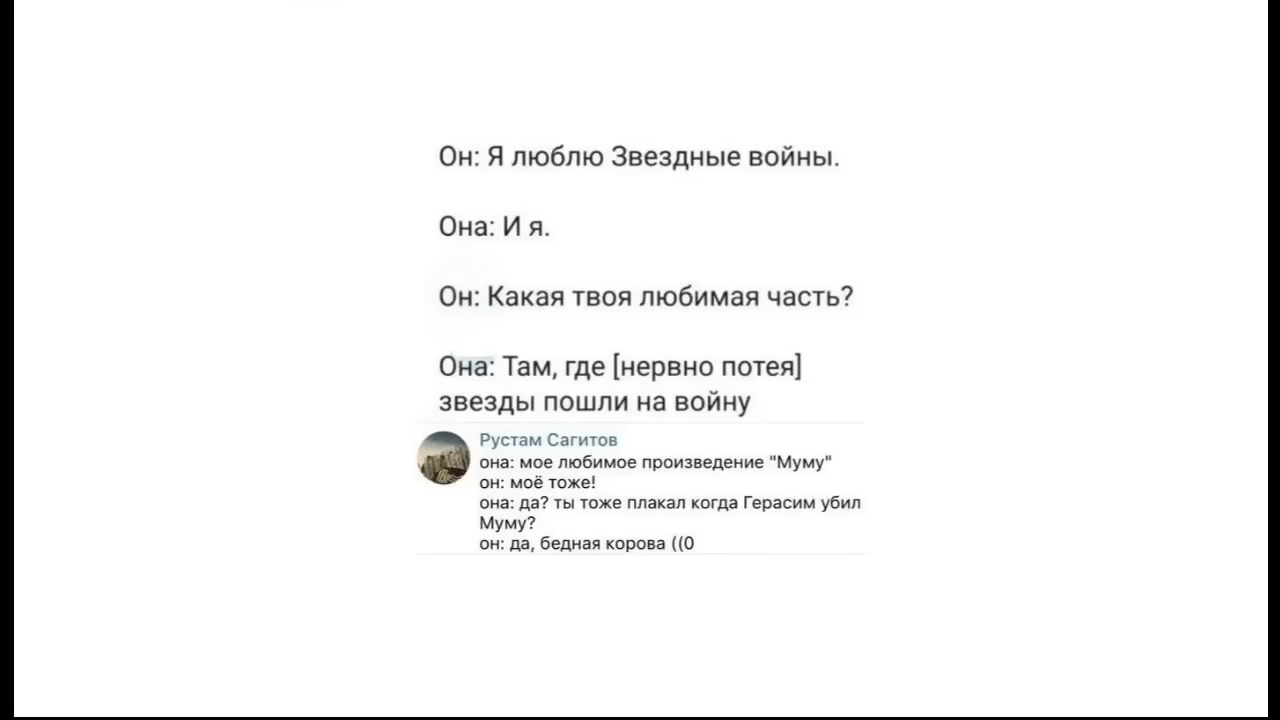 Он: Я люблю Звездные войны.
Она: И я.
Он: Какая твоя любимая часть?
Она: Там, где [нервно потея]
звезды пошли на войну
Рустам Сагитов
она: мое любимое произведение "Муму"
он: моё тоже!
она: да? ты тоже плакал когда Герасим убил
Муму?
он: да, бедная корова ((0